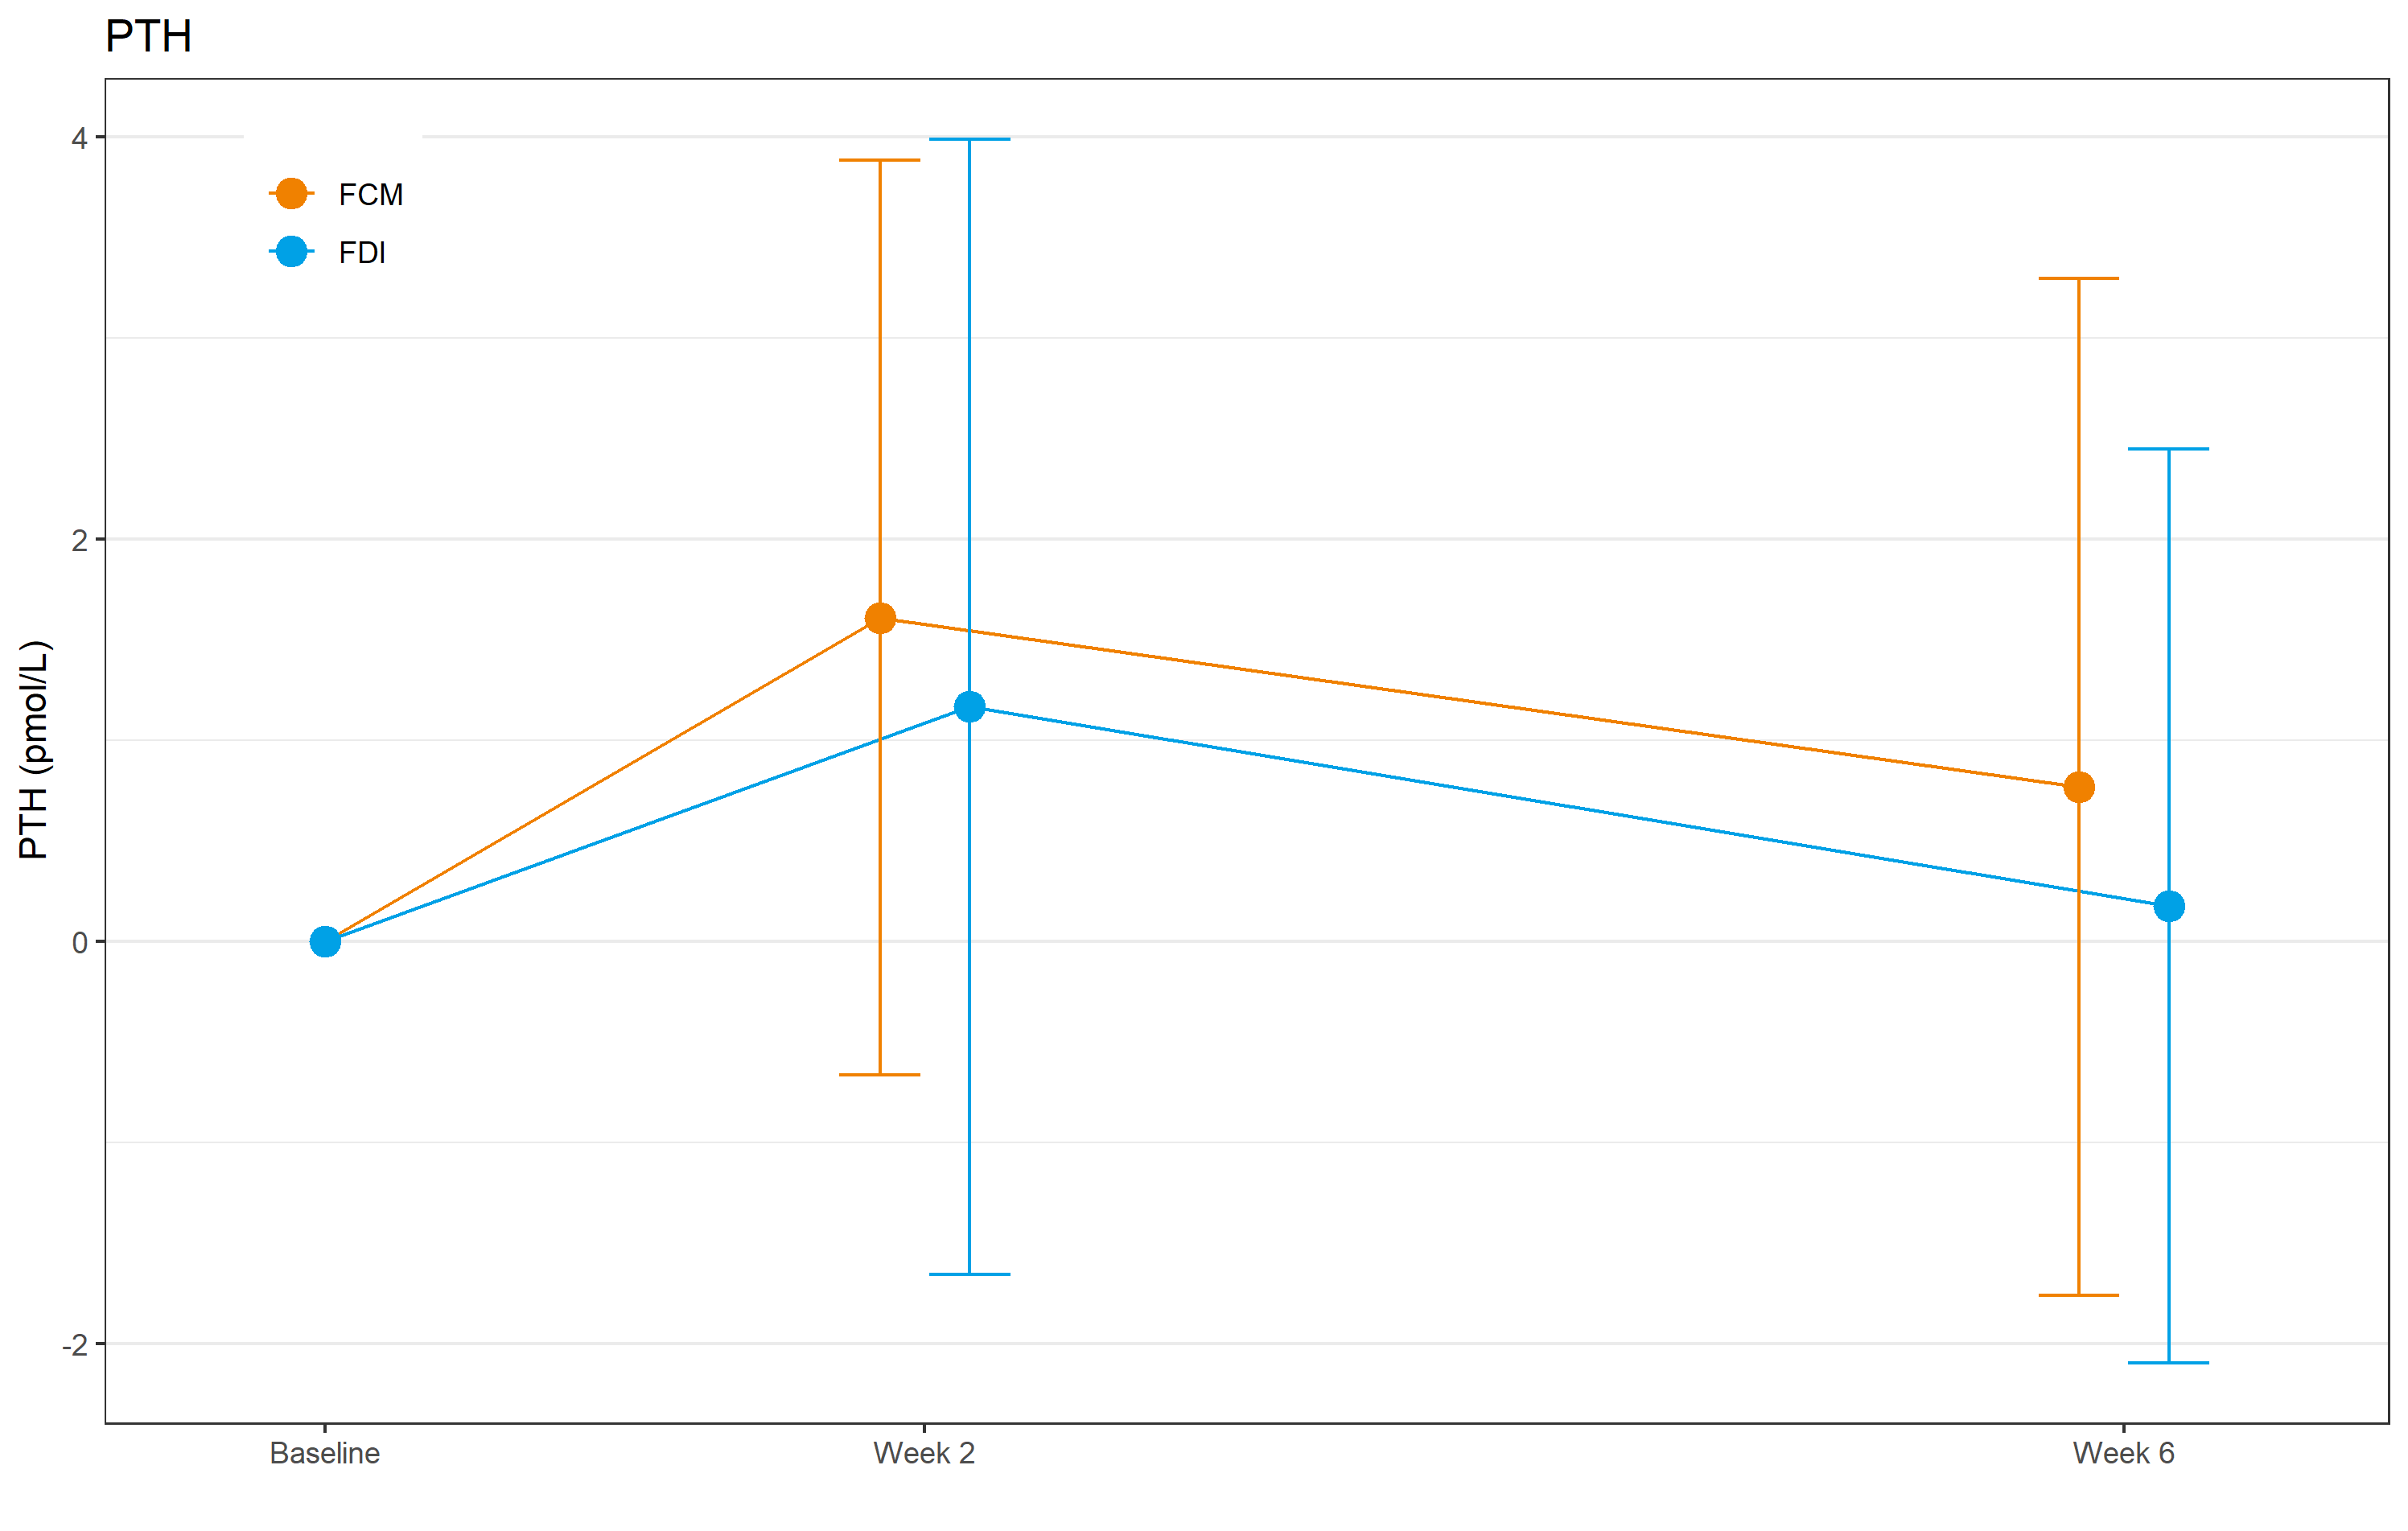 PTH
4
2
0
-2
PTH (pmol/L)
FCM
FDI
Baseline
Week 2
Week 6